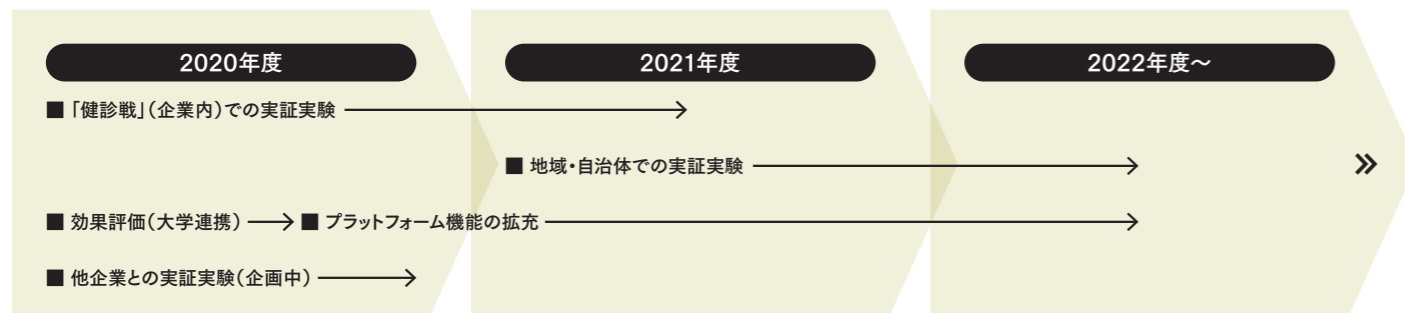 2020年度
2021年度
2022年度～
■「健診戦」（企業内）での実証実験
■ 地域・自治体での実証実験
■ 効果評価（大学連携） ■ プラットフォーム機能の拡充
■ 他企業との実証実験（企画中）